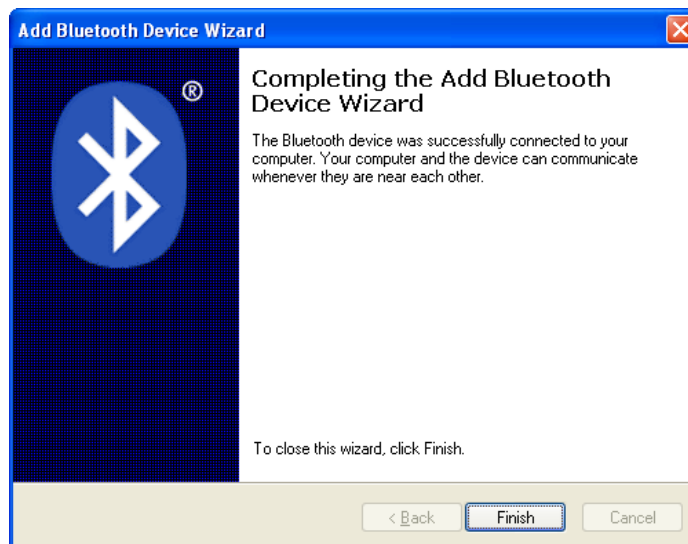 Add Bluetooth Device Wizard
®
Completing the Add Bluetooth
Device Wizard
The Bluetooth device was successfully connected to your
computer. Your computer and the device can communicate
whenever they are near each other.
To close this wizard, click Finish.
< Back Finish Cancel